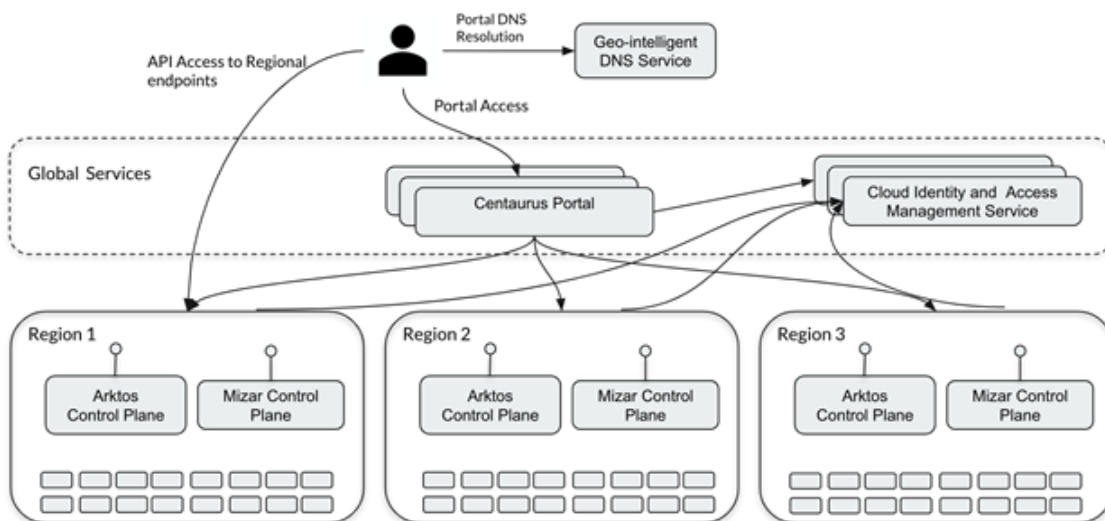 Portal DNS
Resolution
Geo-intelligent
DNS Service
API Access to Regional
endpoints
Portal Access
Global Services
Centaurus Portal
Cloud Identity and Access
Management Service
Region 1
Arktos
Control Plane
Mizar Control
Plane
Region 2
Arktos
Control Plane
Mizar Control
Plane
Region 3
Arktos
Control Plane
Mizar Control
Plane